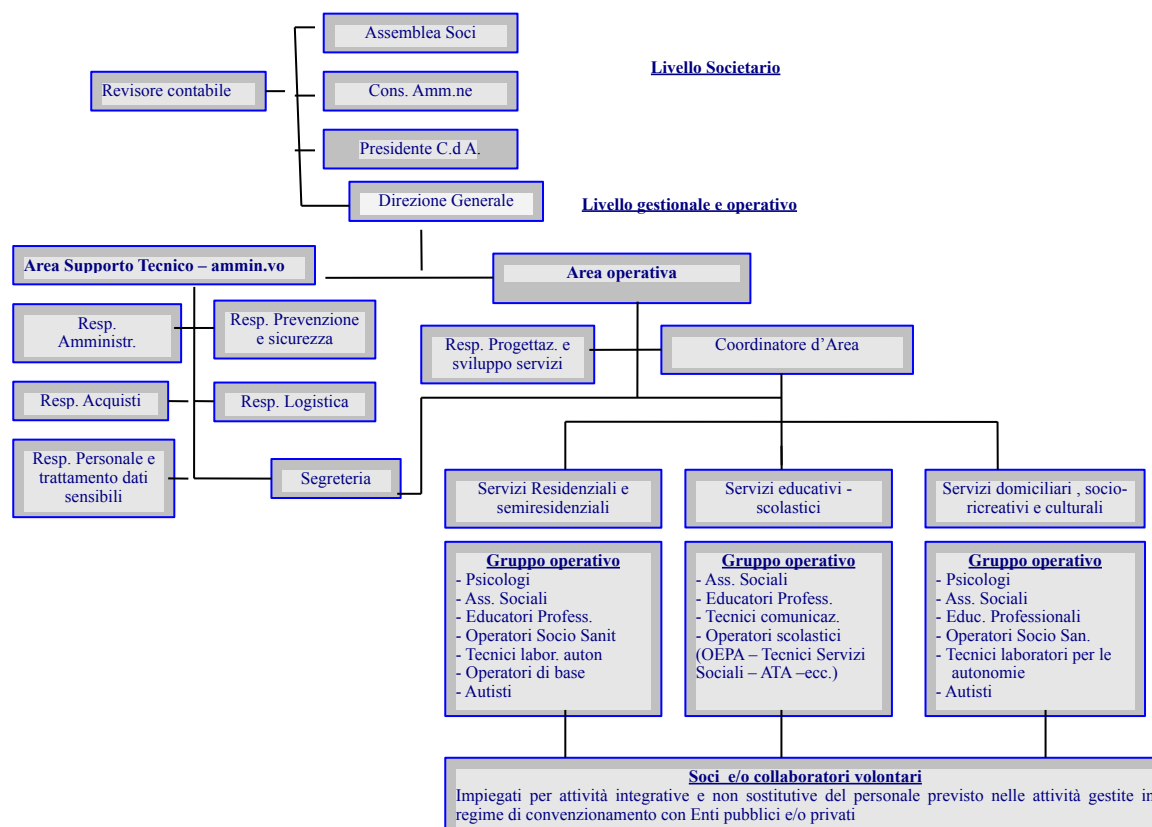 Assemblea Soci
Livello Societario
Revisore contabile
Cons. Amm.ne
Presidente C.d A.
Direzione Generale
Livello gestionale e operativo
Area Supporto Tecnico – ammin.vo
Area operativa
Resp.
Amministr.
Resp. Prevenzione
e sicurezza
Resp. Progettaz. e
sviluppo servizi
Coordinatore d’Area
Resp. Acquisti
Resp. Logistica
Resp. Personale e
trattamento dati
sensibili
Segreteria
Servizi Residenziali e
semiresidenziali
Servizi educativi -
scolastici
Servizi domiciliari , socio-
ricreativi e culturali
Gruppo operativo
- Psicologi
- Ass. Sociali
- Educatori Profess.
- Operatori Socio Sanit
- Tecnici labor. auton
- Operatori di base
- Autisti
Gruppo operativo
- Ass. Sociali
- Educatori Profess.
- Tecnici comunicaz.
- Operatori scolastici
(OEPA – Tecnici Servizi
Sociali – ATA –ecc.)
Gruppo operativo
- Psicologi
- Ass. Sociali
- Educ. Professionali
- Operatori Socio San.
- Tecnici laboratori per le
autonomie
- Autisti
Soci e/o collaboratori volontari
Impiegati per attività integrative e non sostitutive del personale previsto nelle attività gestite in
regime di convenzionamento con Enti pubblici e/o privati